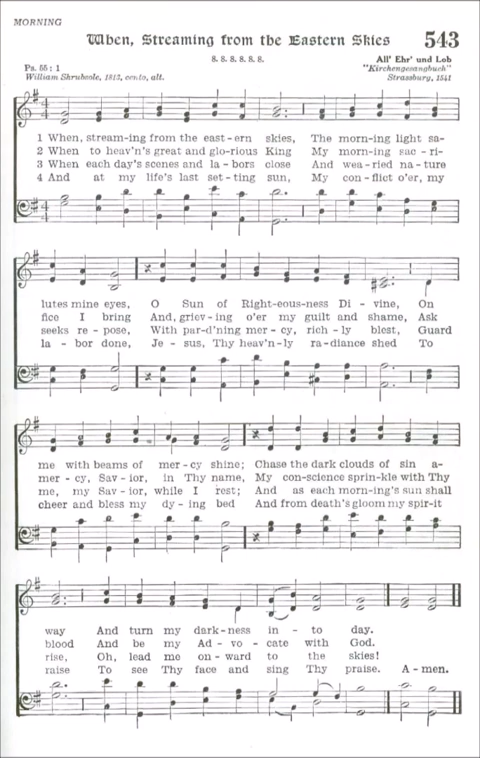 MORNING
When, Streaming from the Eastern Skies 543
8. 8. 8. 8. 8. 8. All' Ehr' und Lob
Ps. 55 : 1 "Kirchengesangbuch"
William Shrubsole, 1813, cento, alt. Strassburg, 1541
1 When, stream-ing from the east-ern skies, The morn-ing light sa-
2 When to heav'n's great and glo-rious King My morn-ing sac-ri-
3 When each day's scenes and la-bors close And wea-ried na-ture
4 And at my life's last set-ting sun, My con-flict o'er, my
lutes mine eyes, O Sun of Right-eous-ness Di-vine, On
fice I bring And, griev-ing o'er my guilt and shame, Ask
seeks re-pose, With par-d'ning mer-cy, rich-ly blest, Guard
la-bor done, Je-sus, Thy heav'n-ly ra-diance shed To
me with beams of mer-cy shine; Chase the dark clouds of sin a-
mer-cy, Sav-ior, in Thy name, My con-science sprin-kle with Thy
me, my Sav-ior, while I rest; And as each morn-ing's sun shall
cheer and bless my dy-ing bed And from death's gloom my spir-it
way And turn my dark-ness in-to day.
blood And be my Ad-vo-cate with God.
rise, Oh, lead me on-ward to the skies!
raise To see Thy face and sing Thy praise. A-men.